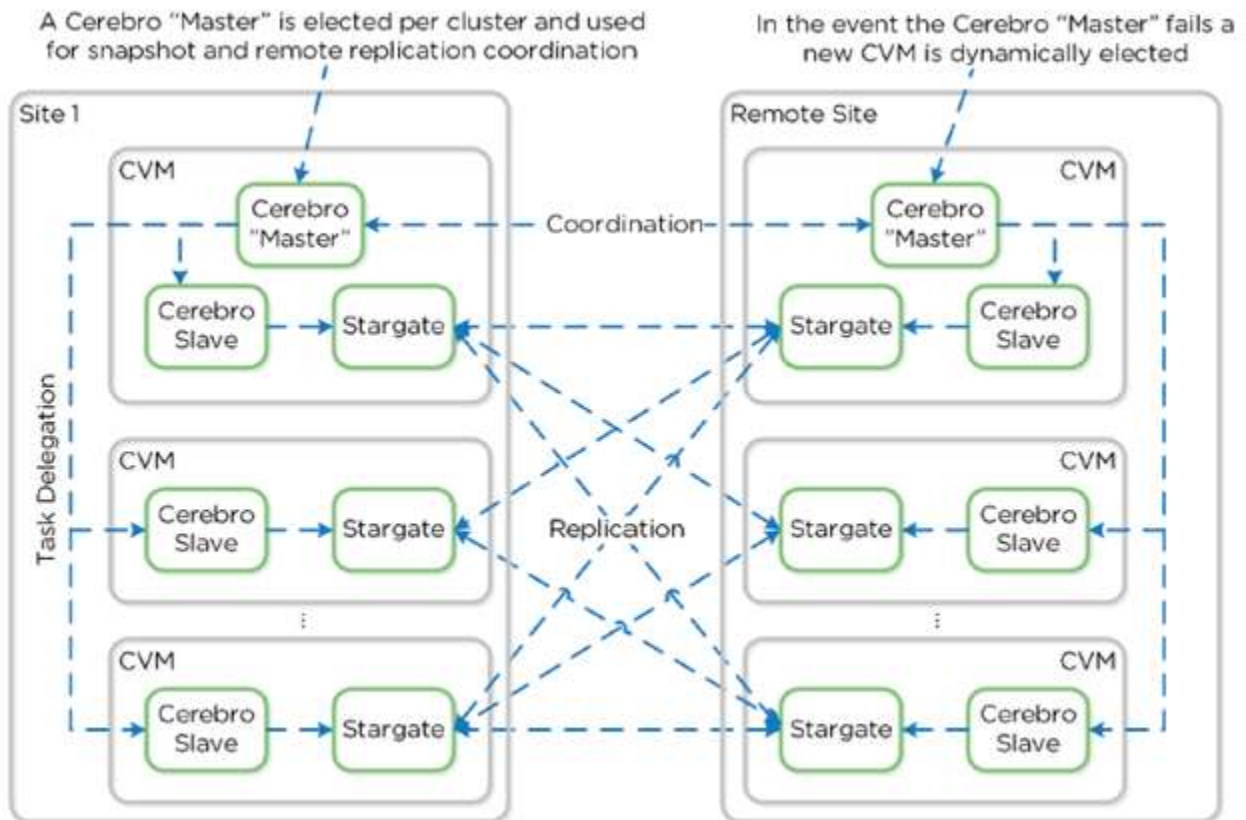 A Cerebro “Master” is elected per cluster and used
for snapshot and remote replication coordination
In the event the Cerebro “Master” fails a
new CVM is dynamically elected
Site 1
Remote Site
CVM
CVM
Cerebro
"Master"
Coordination
Cerebro
"Master"
Cerebro
Slave
Stargate
Stargate
Cerebro
Slave
Task Delegation
CVM
CVM
Cerebro
Slave
Stargate
Replication
Stargate
Cerebro
Slave
...
...
CVM
CVM
Cerebro
Slave
Stargate
Stargate
Cerebro
Slave